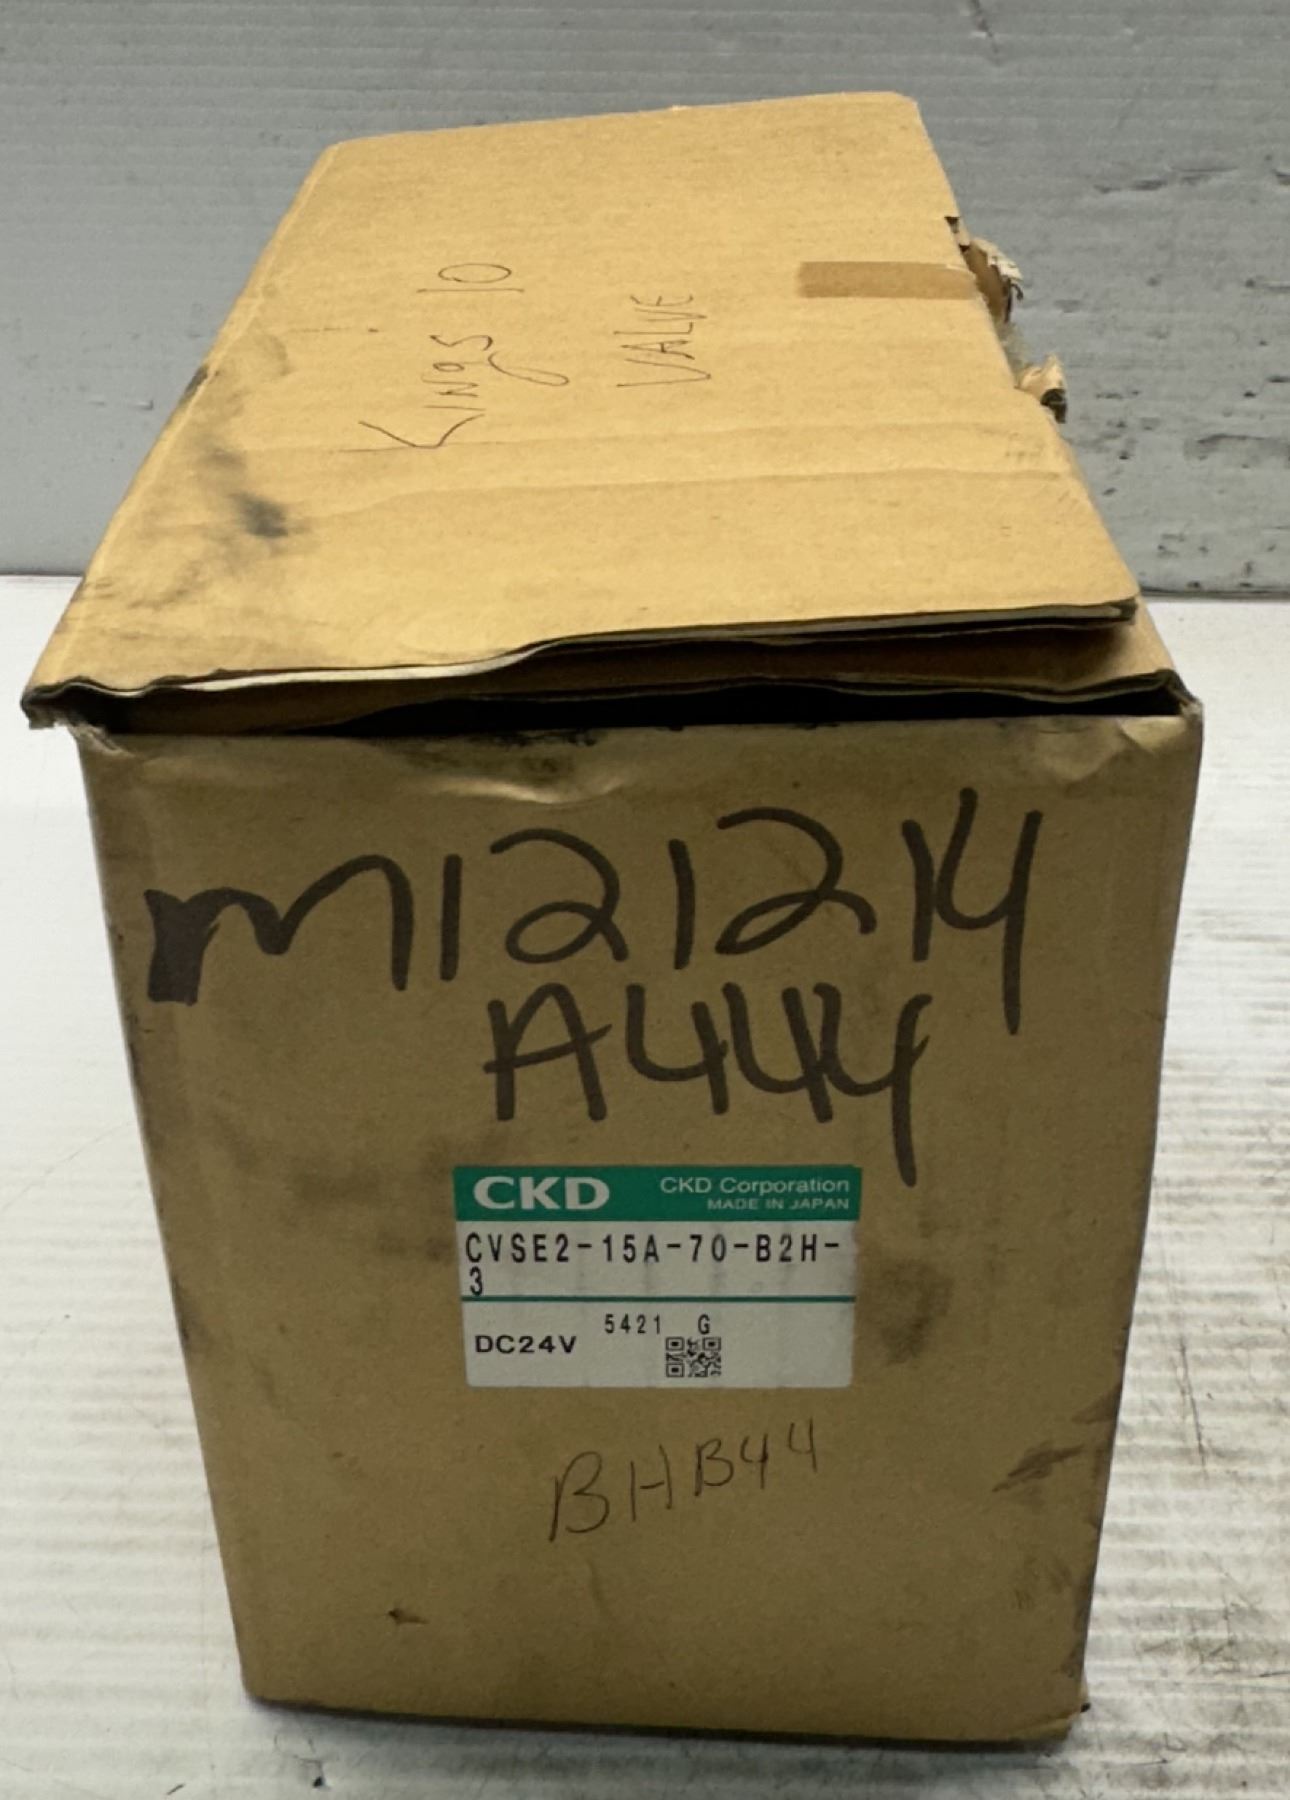 Kings 10
VALVE
M121214
A444
CKD CKD Corporation
MADE IN JAPAN
CVSE2-15A-70-B2H-
3
5421 G
DC24V
BHB44